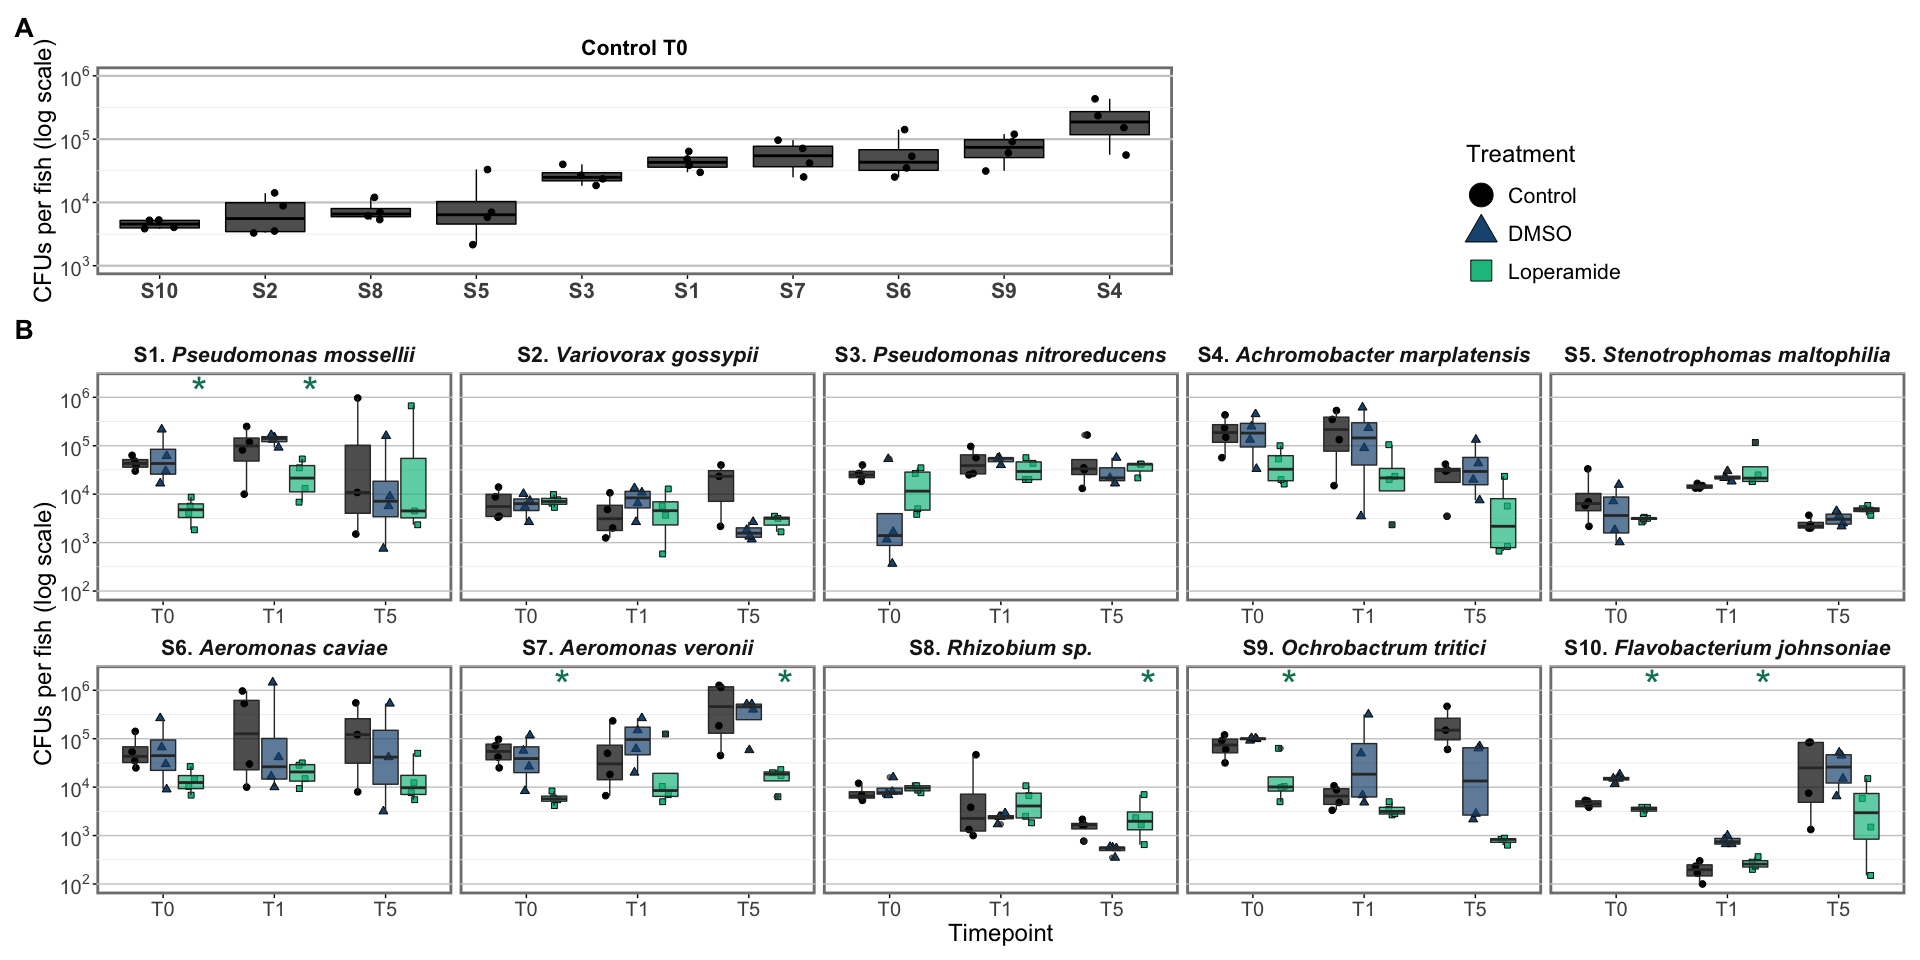 A
Control T0
CFUs per fish (log scale)
10⁶
10⁵
10⁴
10³
S10 S2 S8 S5 S3 S1 S7 S6 S9 S4
Treatment
Control
DMSO
Loperamide
B
CFUs per fish (log scale)
S1. Pseudomonas mossellii S2. Variovorax gossypii S3. Pseudomonas nitroreducens S4. Achromobacter marplatensis S5. Stenotrophomas maltophilia
* *
10⁶
10⁵
10⁴
10³
10²
T0 T1 T5 T0 T1 T5 T0 T1 T5 T0 T1 T5 T0 T1 T5
S6. Aeromonas caviae S7. Aeromonas veronii S8. Rhizobium sp. S9. Ochrobactrum tritici S10. Flavobacterium johnsoniae
* * * * * *
10⁶
10⁵
10⁴
10³
10²
T0 T1 T5 T0 T1 T5 T0 T1 T5 T0 T1 T5 T0 T1 T5
Timepoint